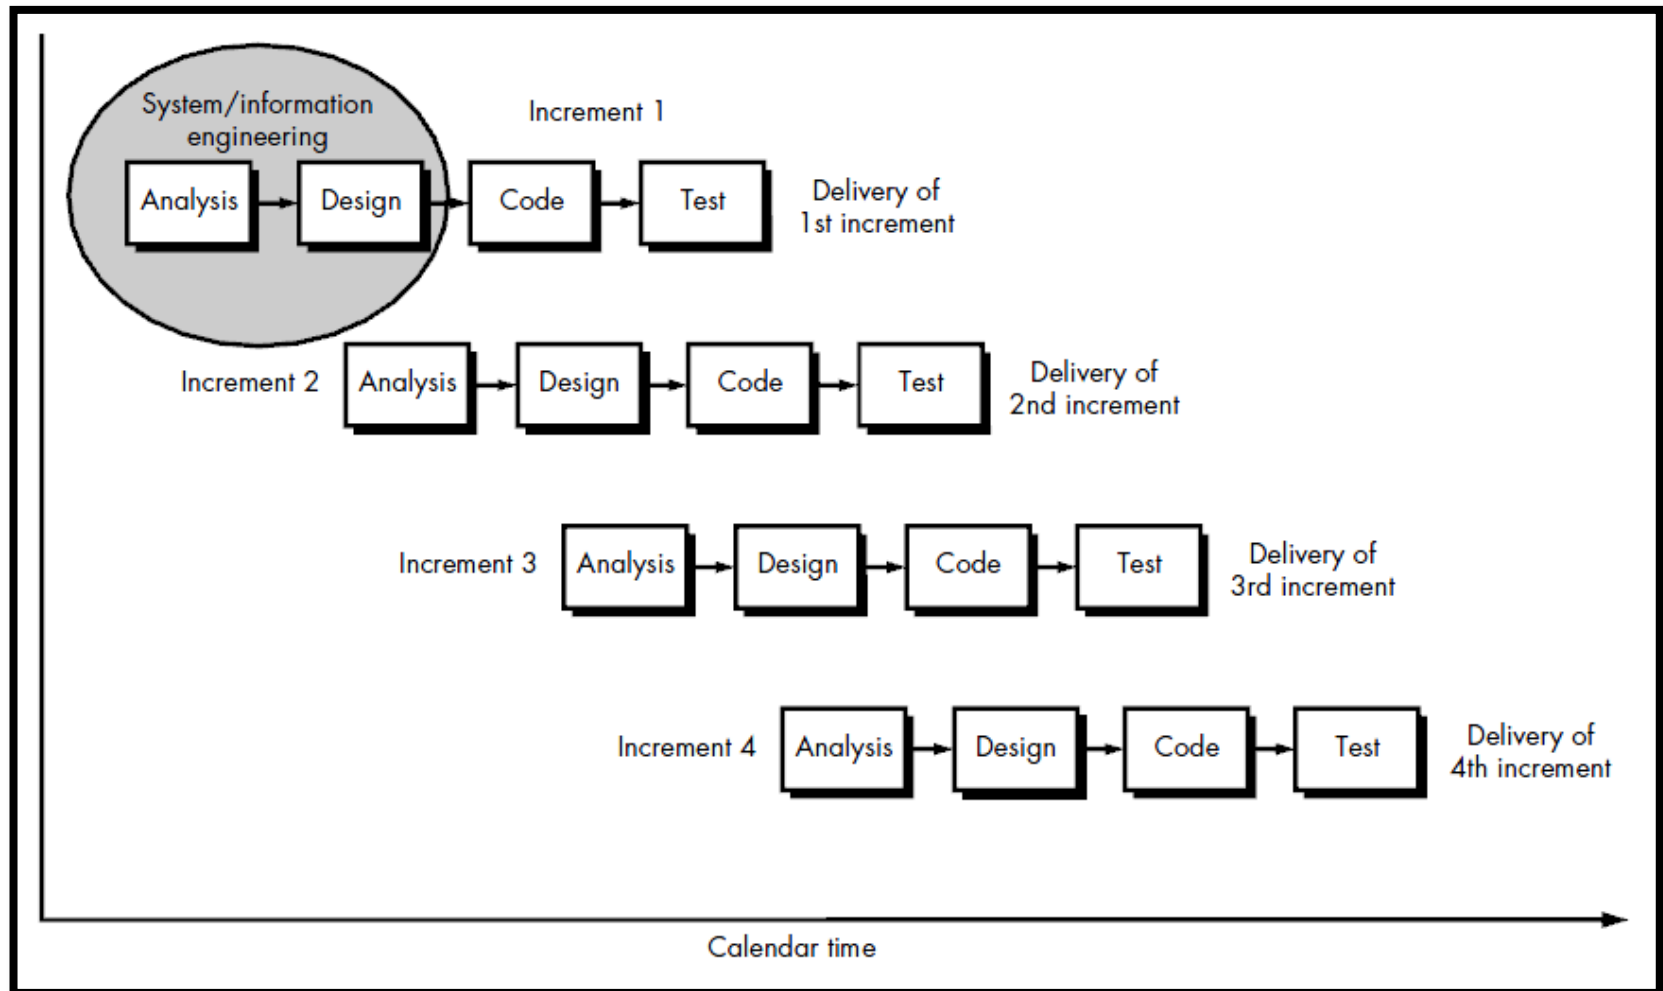 System/information
engineering
Increment 1
Analysis
Design
Code
Test
Delivery of
1st increment
Increment 2
Analysis
Design
Code
Test
Delivery of
2nd increment
Increment 3
Analysis
Design
Code
Test
Delivery of
3rd increment
Increment 4
Analysis
Design
Code
Test
Delivery of
4th increment
Calendar time